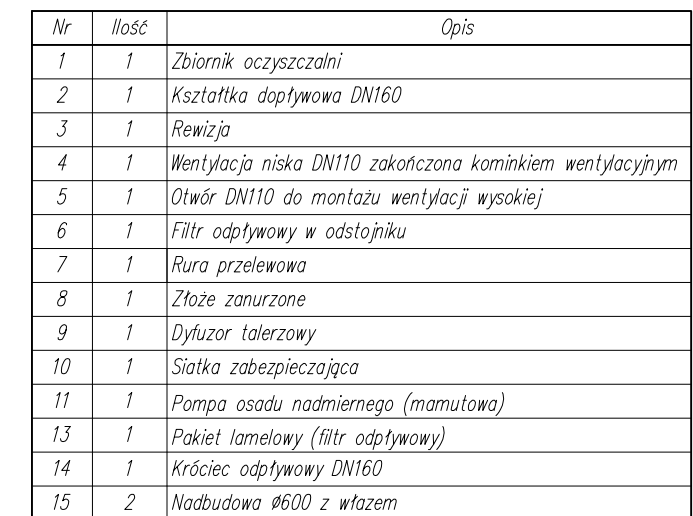 Nr Ilość Opis
1 1 Zbiornik oczyszczalni
2 1 Kształtka dopływowa DN160
3 1 Rewizja
4 1 Wentylacja niska DN110 zakończona kominkiem wentylacyjnym
5 1 Otwór DN110 do montażu wentylacji wysokiej
6 1 Filtr odpływowy w odstojniku
7 1 Rura przelewowa
8 1 Złoże zanurzone
9 1 Dyfuzor talerzowy
10 1 Siatka zabezpieczająca
11 1 Pompa osadu nadmiernego (mamutowa)
13 1 Pakiet lamelowy (filtr odpływowy)
14 1 Króciec odpływowy DN160
15 2 Nadbudowa ø600 z włazem